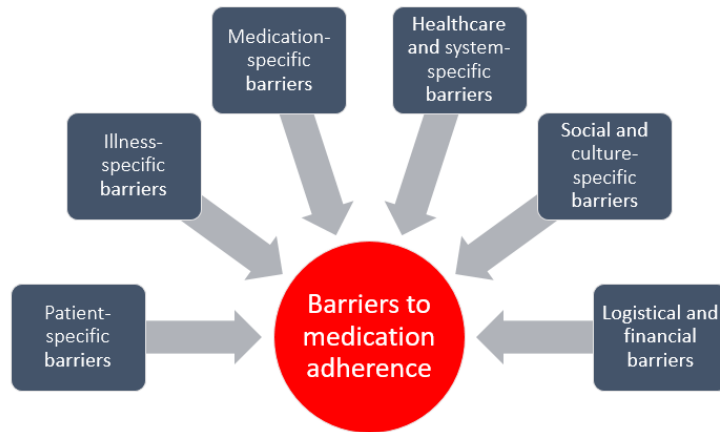 Medication-
specific
barriers
Healthcare
and system-
specific
barriers
Illness-
specific
barriers
Social and
culture-
specific
barriers
Patient-
specific
barriers
Barriers to
medication
adherence
Logistical and
financial
barriers